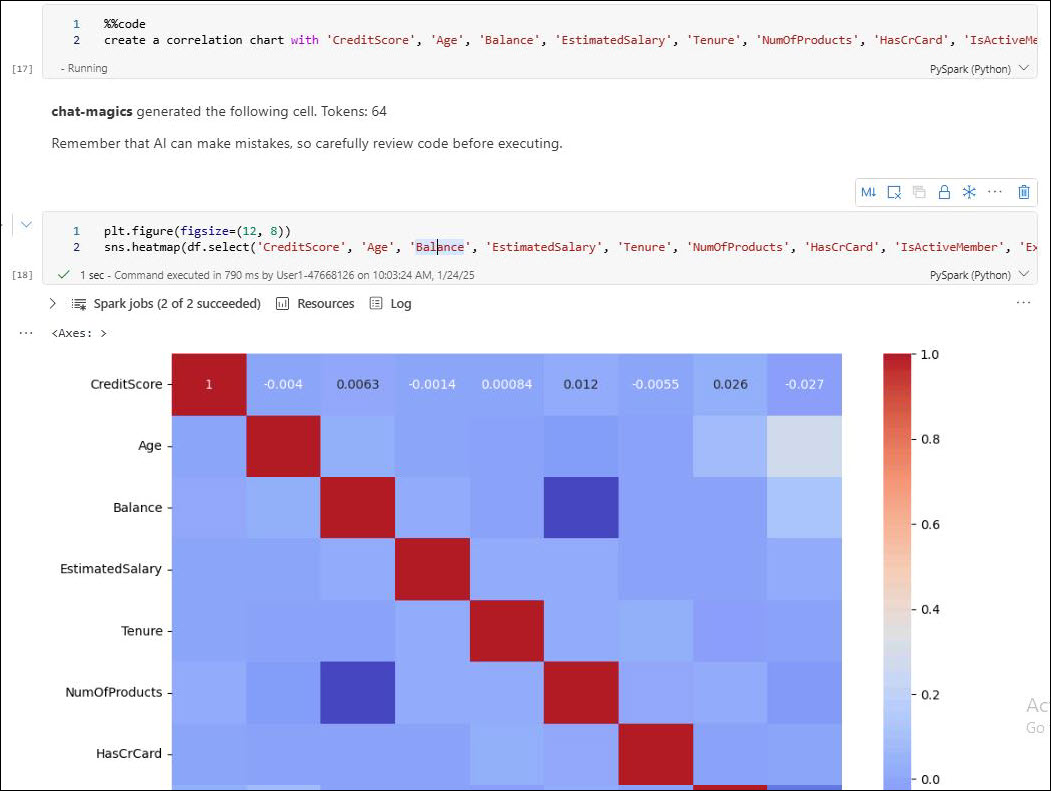 1 %%code
2 create a correlation chart with 'CreditScore', 'Age', 'Balance', 'EstimatedSalary', 'Tenure', 'NumOfProducts', 'HasCrCard', 'IsActiveMe
[17] - Running PySpark (Python)
chat-magics generated the following cell. Tokens: 64
Remember that AI can make mistakes, so carefully review code before executing.
M↓ ...
1 plt.figure(figsize=(12, 8))
2 sns.heatmap(df.select('CreditScore', 'Age', 'Balance', 'EstimatedSalary', 'Tenure', 'NumOfProducts', 'HasCrCard', 'IsActiveMember', 'Ex
[18] 1 sec - Command executed in 790 ms by User1-47668126 on 10:03:24 AM, 1/24/25 PySpark (Python)
Spark jobs (2 of 2 succeeded) Resources Log ...
... <Axes: >
CreditScore 1 -0.004 0.0063 -0.0014 0.00084 0.012 -0.0055 0.026 -0.027 1.0
Age
0.8
Balance
0.6
EstimatedSalary
0.4
Tenure
0.2
NumOfProducts
Ac
Go
HasCrCard
0.0